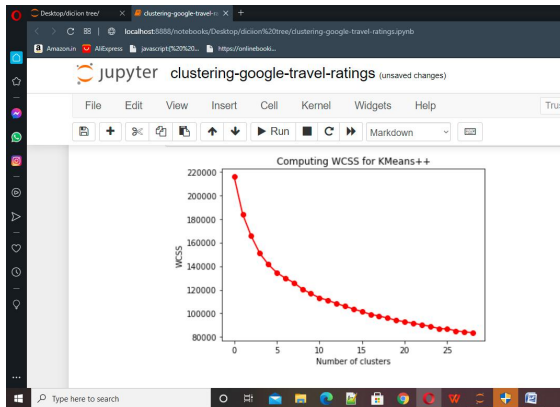 Desktop/diciion tree/
clustering-google-travel-ra
localhost:8888/notebooks/Desktop/diciion%20tree/clustering-google-travel-ratings.ipynb
Amazon.in AliExpress javascript:(%20%20... https://onlinebooki...
jupyter clustering-google-travel-ratings (unsaved changes)
File Edit View Insert Cell Kernel Widgets Help Trus
Run Markdown
Computing WCSS for KMeans++
220000
200000
180000
160000
140000
120000
100000
80000
WCSS
0 5 10 15 20 25
Number of clusters
Type here to search